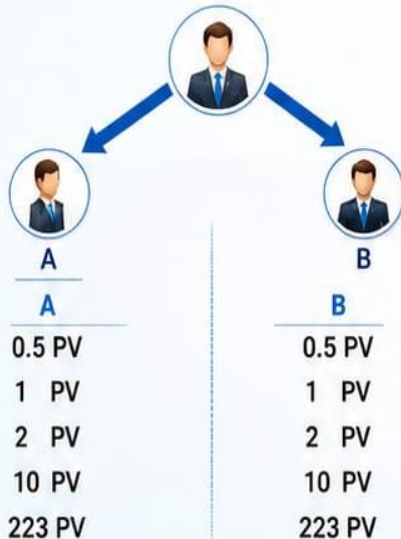 A B
A B
0.5 PV 0.5 PV
1 PV 1 PV
2 PV 2 PV
10 PV 10 PV
223 PV 223 PV